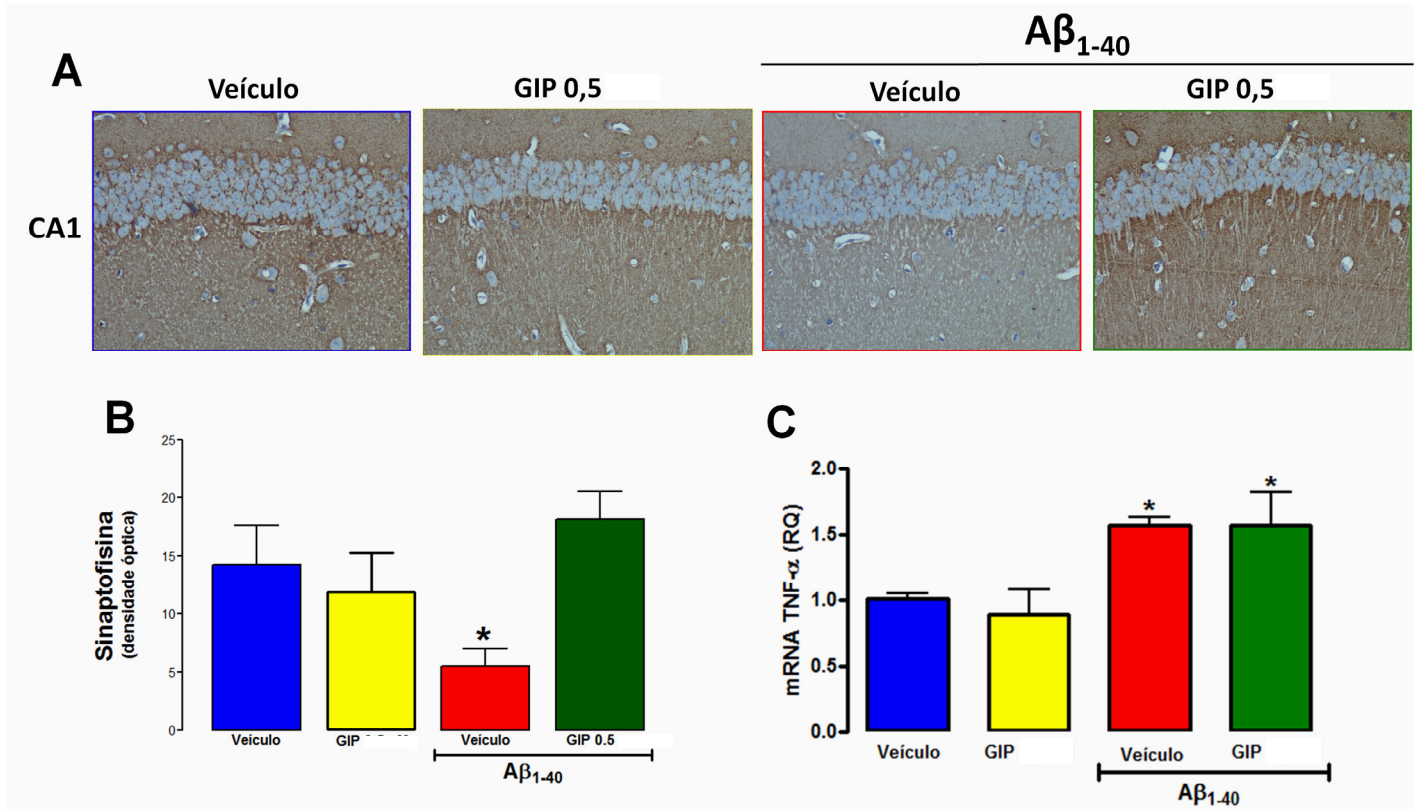 Aβ1-40
A
Veículo
GIP 0,5
Veículo
GIP 0,5
CA1
B
Sinaptofisina
(densidade óptica)
25
20
15
10
5
0
Veículo
GIP
Veículo
GIP 0.5
*
Aβ1-40
C
mRNA TNF-α (RQ)
2.0
1.5
1.0
0.5
0.0
*
*
Veículo
GIP
Veículo
GIP
Aβ1-40